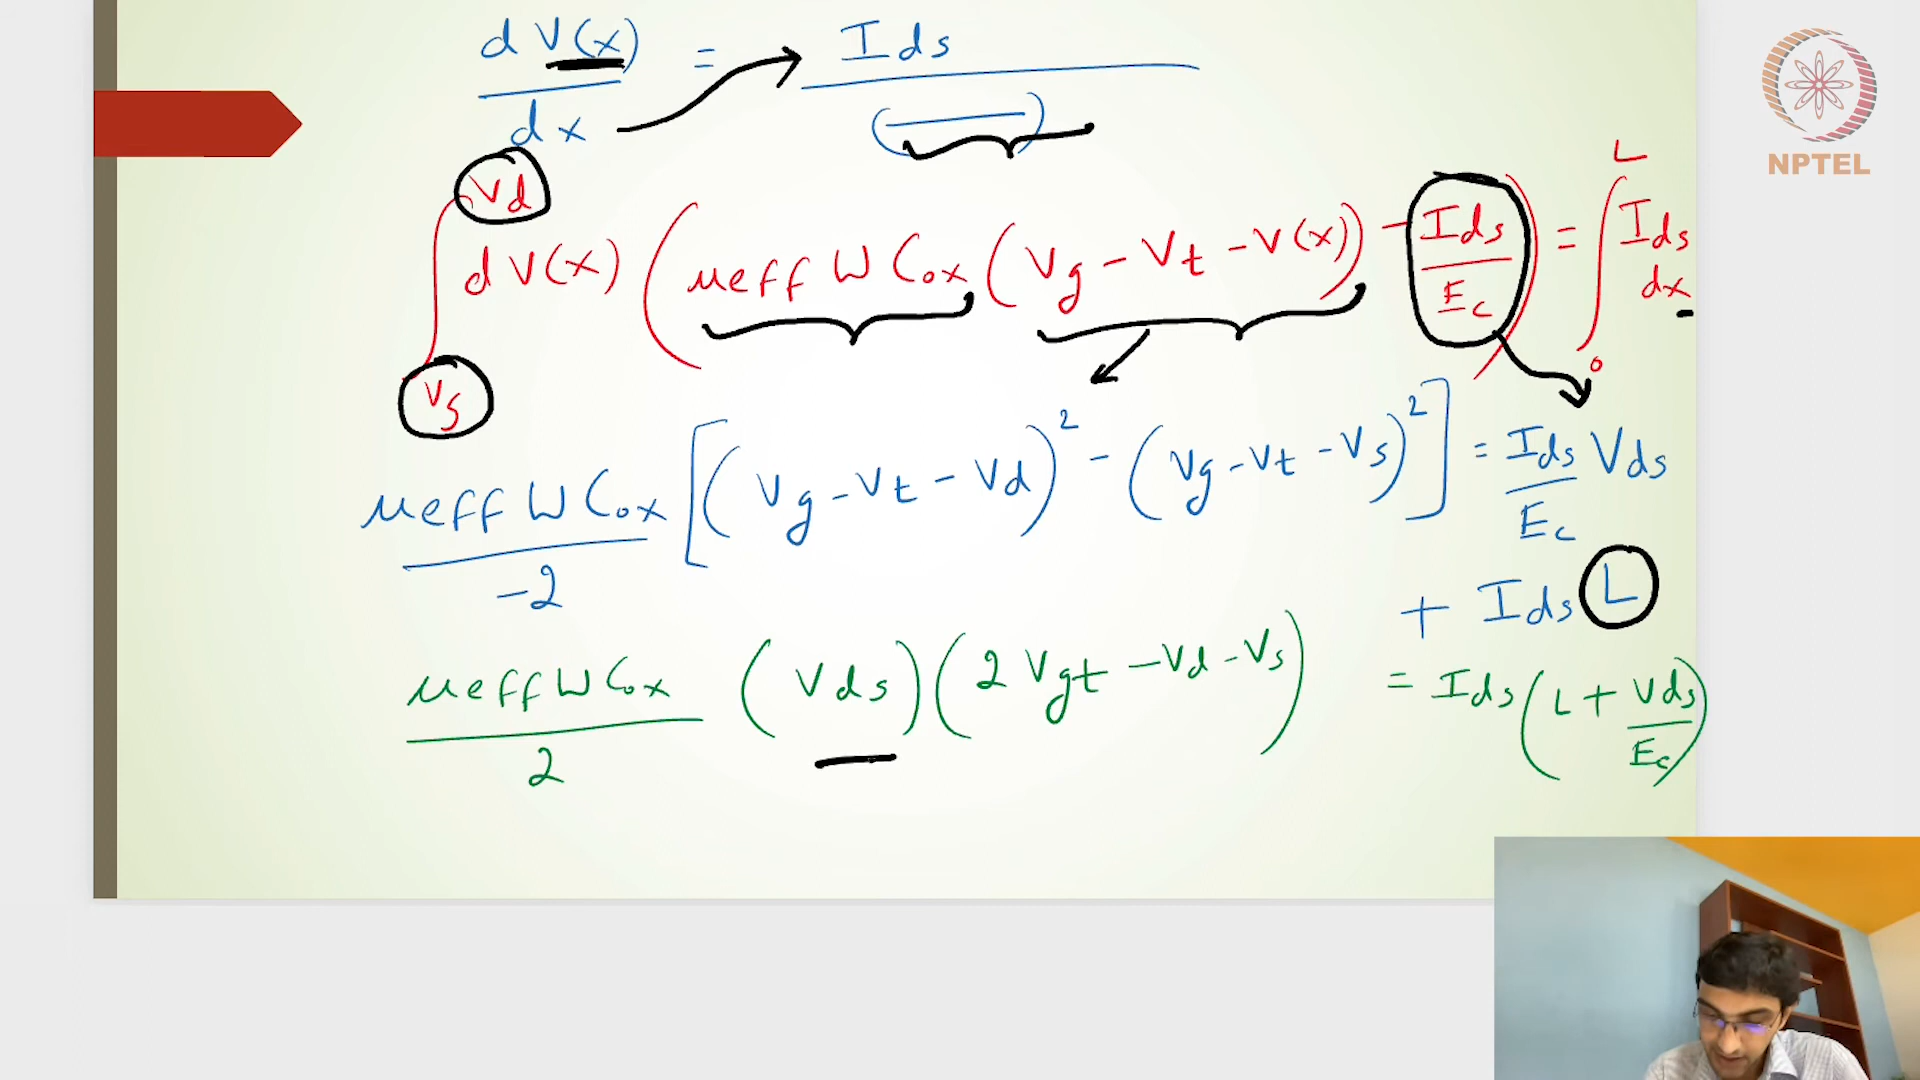 d V(x) / dx = Ids / (——)
NPTEL
∫ Vs Vd dV(x) (μeff W Cox (Vg - Vt - V(x)) - Ids / Ec) = ∫ 0 L Ids dx
μeff W Cox / -2 [(Vg - Vt - Vd)² - (Vg - Vt - Vs)²] = Ids / Ec Vds
+ Ids L
μeff W Cox / 2 (Vds) (2 Vgt - Vd - Vs) = Ids (L + Vds / Ec)